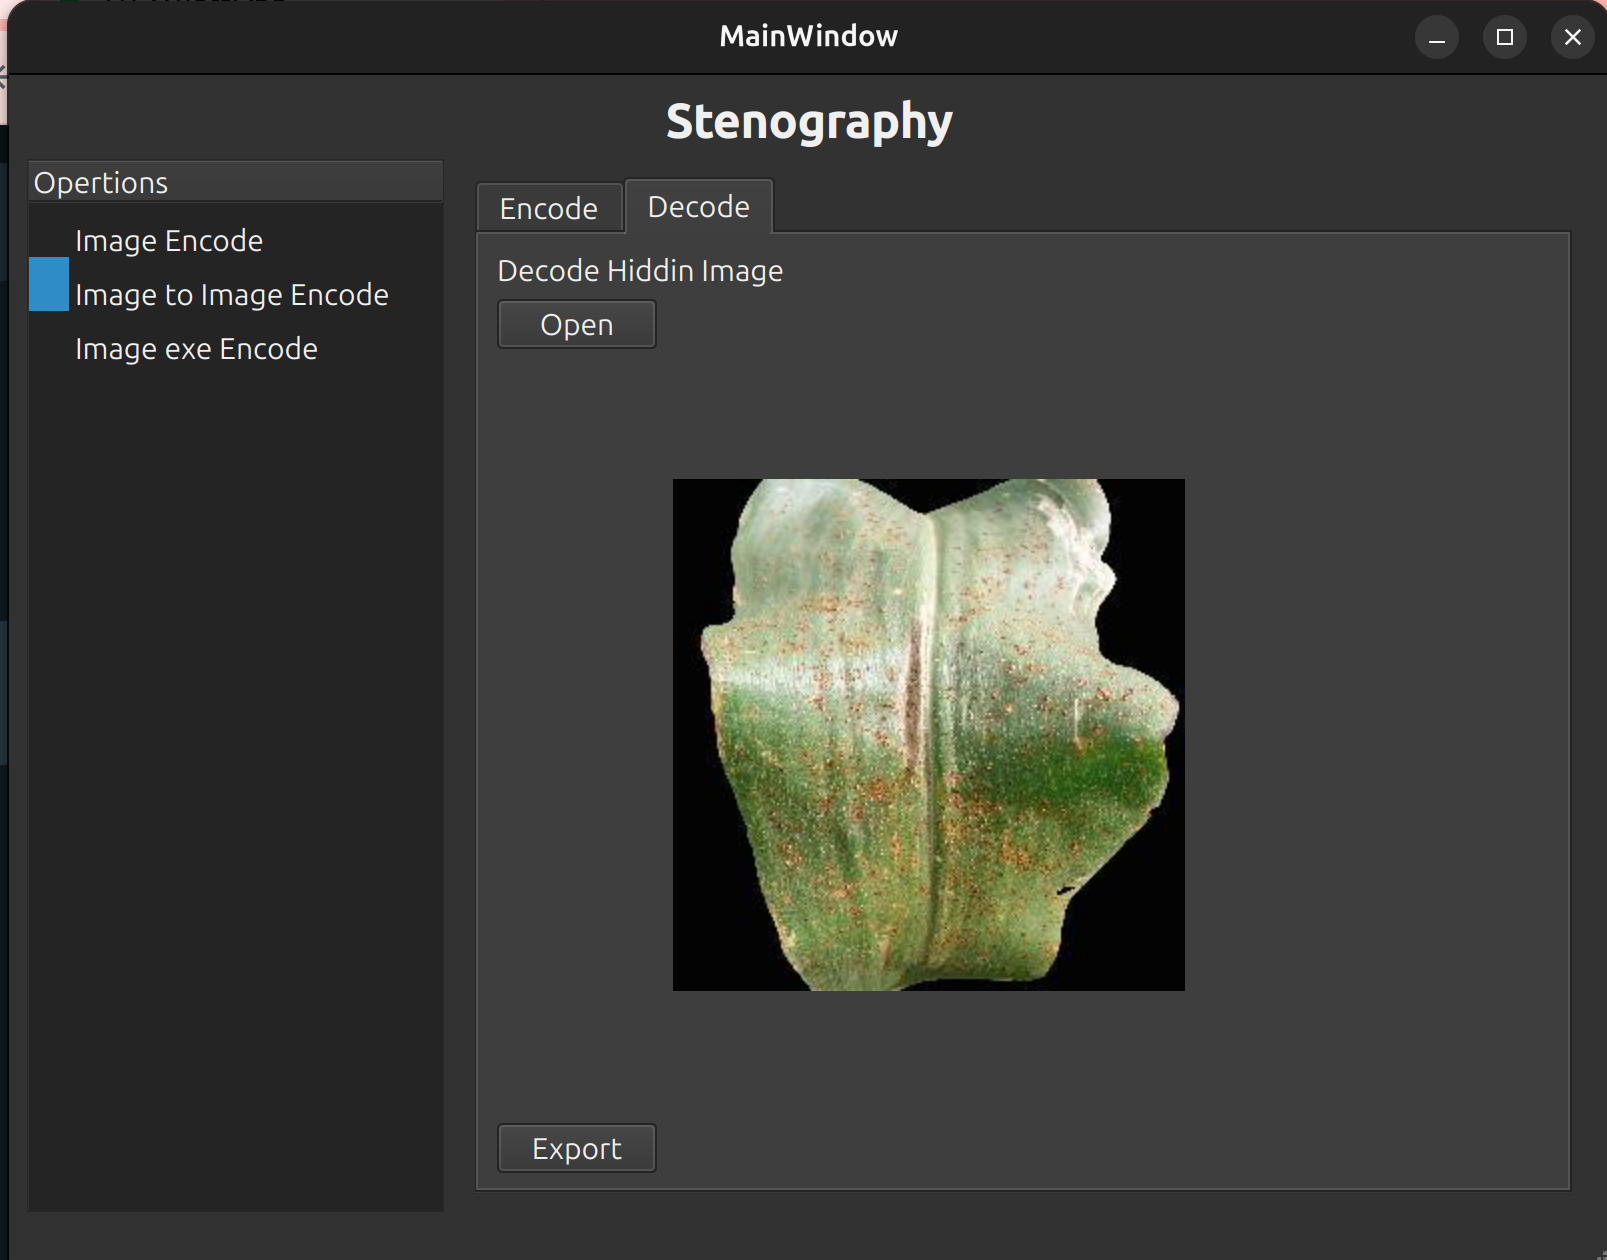 MainWindow
Stenography
Opertions
Image Encode
Image to Image Encode
Image exe Encode
Encode
Decode
Decode Hiddin Image
Open
Export